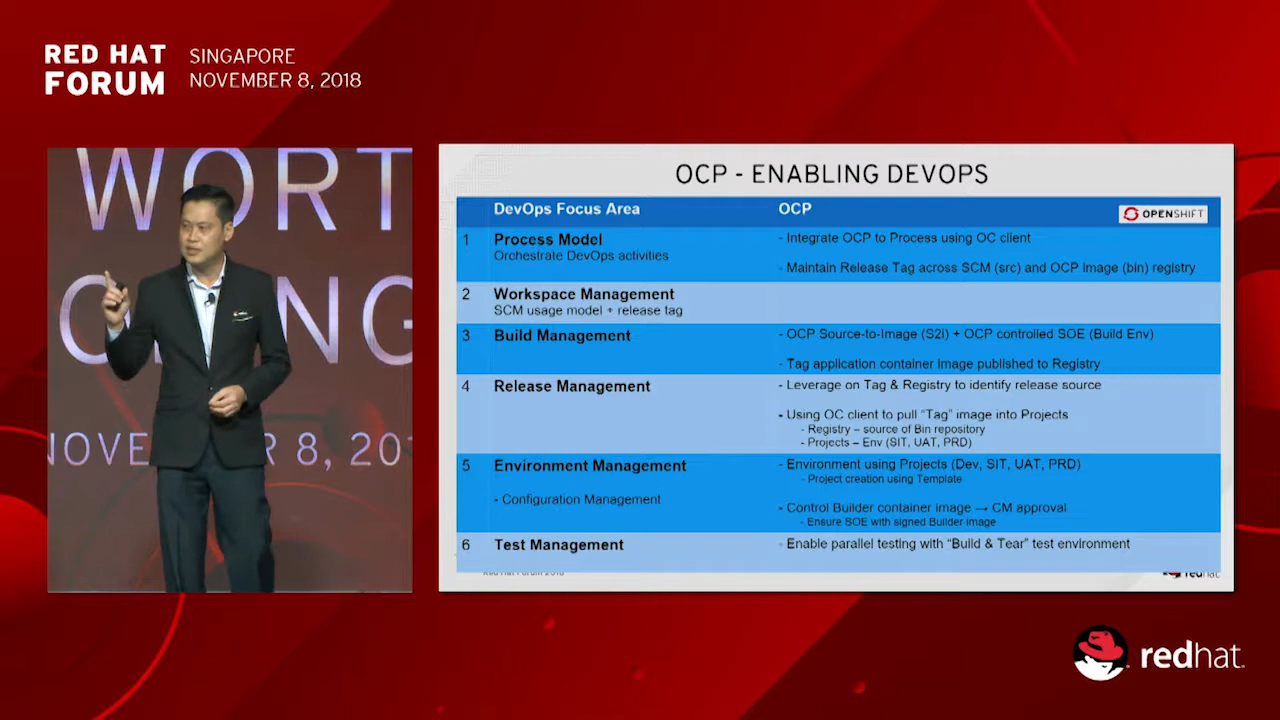 RED HAT
FORUM
SINGAPORE
NOVEMBER 8, 2018
WORT
NG
NOVE R 8, 201
OCP - ENABLING DEVOPS
DevOps Focus Area OCP
OPENSHIFT
1 Process Model - Integrate OCP to Process using OC client
Orchestrate DevOps activities
- Maintain Release Tag across SCM (src) and OCP Image (bin) registry
2 Workspace Management
SCM usage model + release tag
3 Build Management - OCP Source-to-Image (S2i) + OCP controlled SOE (Build Env)
- Tag application container image published to Registry
4 Release Management - Leverage on Tag & Registry to identify release source
- Using OC client to pull “Tag” image into Projects
- Registry – source of Bin repository
- Projects – Env (SIT, UAT, PRD)
5 Environment Management - Environment using Projects (Dev, SIT, UAT, PRD)
- Project creation using Template
- Configuration Management
- Control Builder container image → CM approval
- Ensure SOE with signed Builder image
6 Test Management - Enable parallel testing with “Build & Tear” test environment
Red Hat Forum 2018
redhat
redhat.